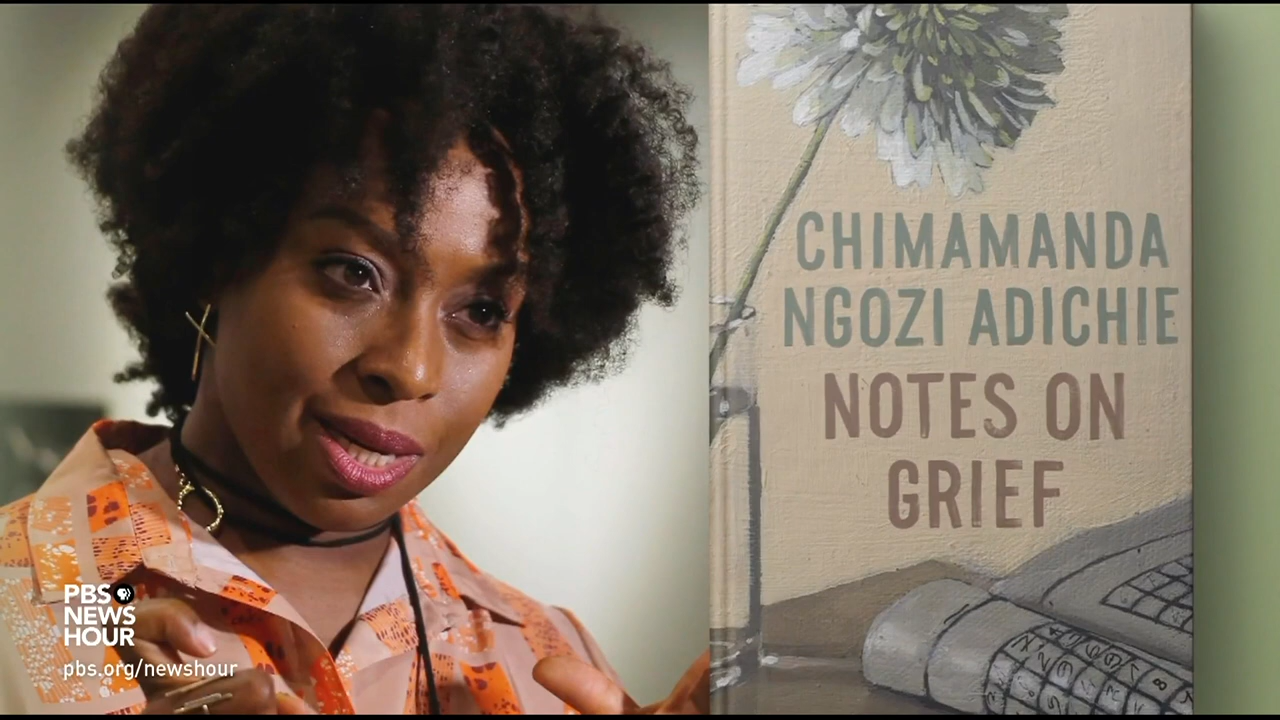 PBS
NEWS
HOUR
pbs.org/newshour
CHIMAMANDA
NGOZI ADICHIE
NOTES ON
GRIEF